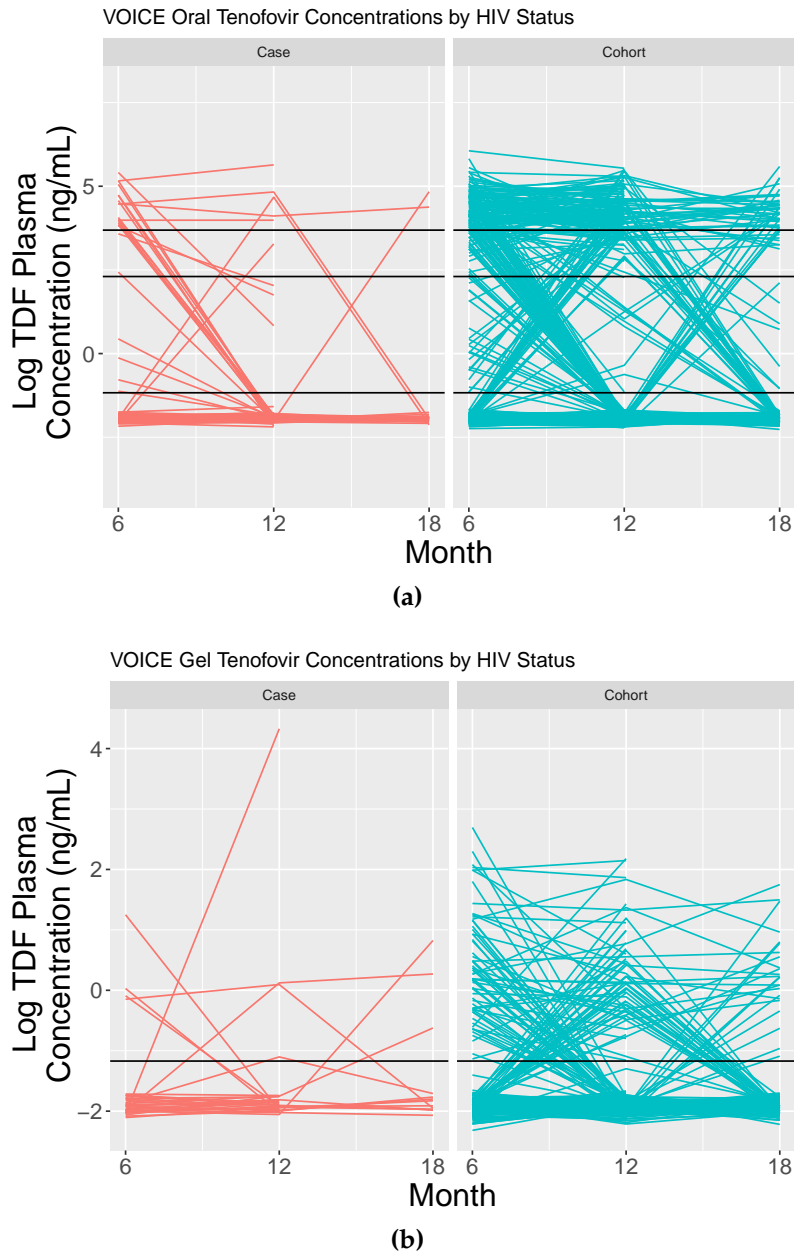 VOICE Oral Tenofovir Concentrations by HIV Status
Case
Cohort
Log TDF Plasma
Concentration (ng/mL)
5
0
6
12
18
6
12
18
Month
(a)
VOICE Gel Tenofovir Concentrations by HIV Status
Case
Cohort
Log TDF Plasma
Concentration (ng/mL)
4
2
0
−2
6
12
18
6
12
18
Month
(b)